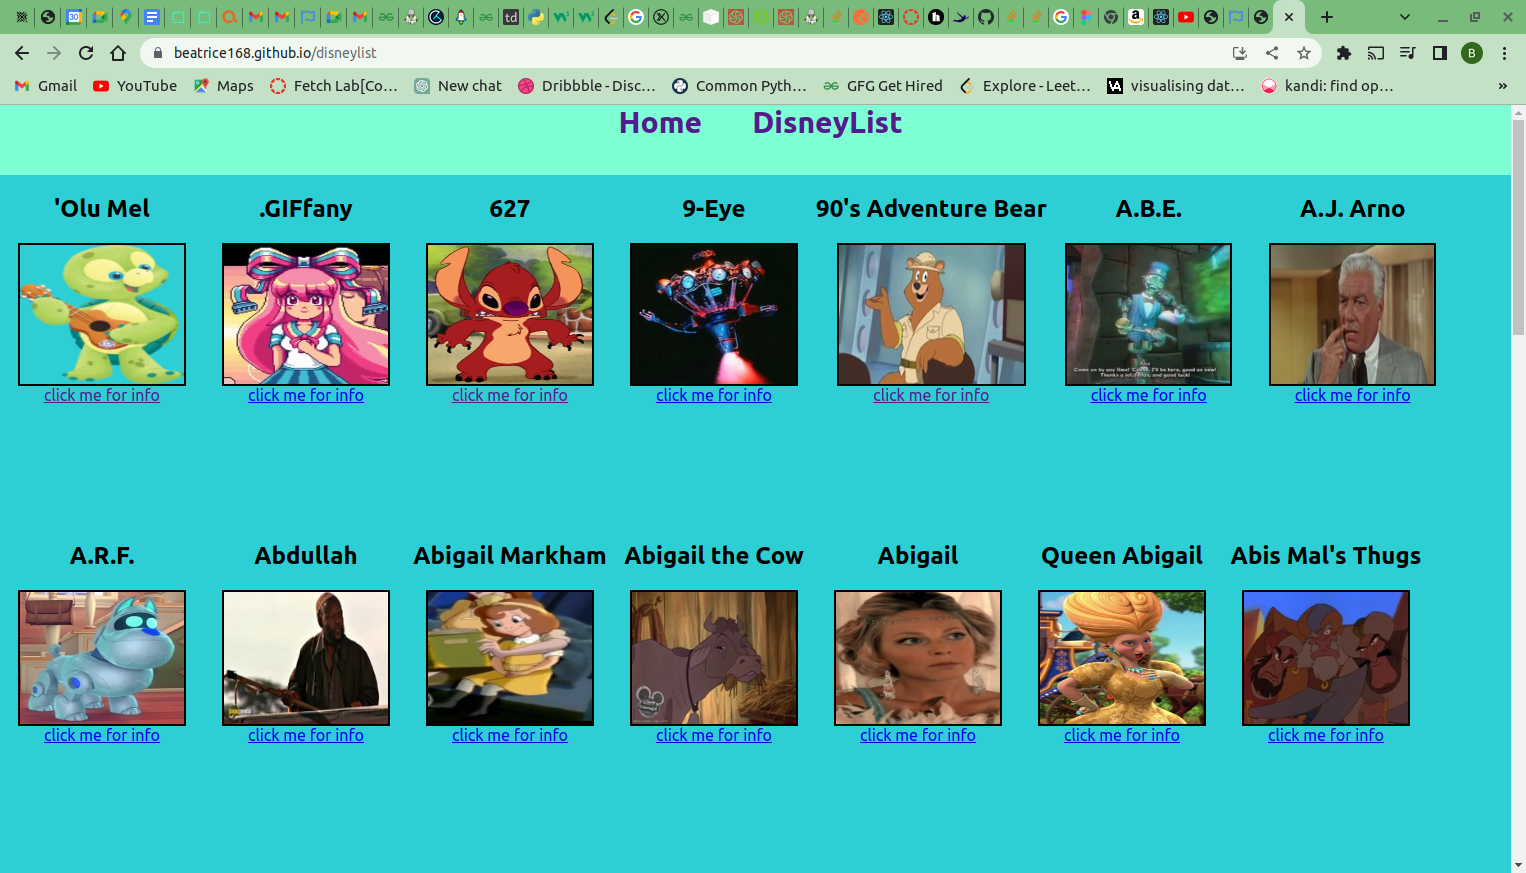 beatrice168.github.io/disneylist
B
Gmail YouTube Maps Fetch Lab[Co... New chat Dribbble - Disc... Common Pyth... GFG Get Hired Explore - Leet... visualising dat... kandi: find op... »
Home DisneyList
'Olu Mel .GIFfany 627 9-Eye 90's Adventure Bear A.B.E. A.J. Arno
click me for info click me for info click me for info click me for info click me for info click me for info click me for info
A.R.F. Abdullah Abigail Markham Abigail the Cow Abigail Queen Abigail Abis Mal's Thugs
click me for info click me for info click me for info click me for info click me for info click me for info click me for info